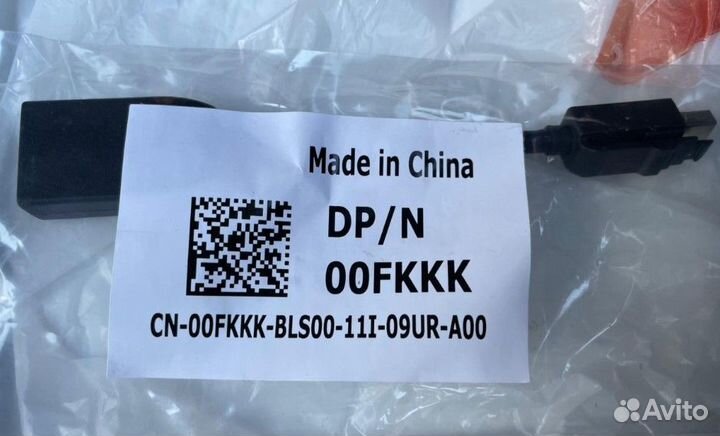 Made in China
DP/N
00FKKK
CN-00FKKK-BLS00-11I-09UR-A00
Avito